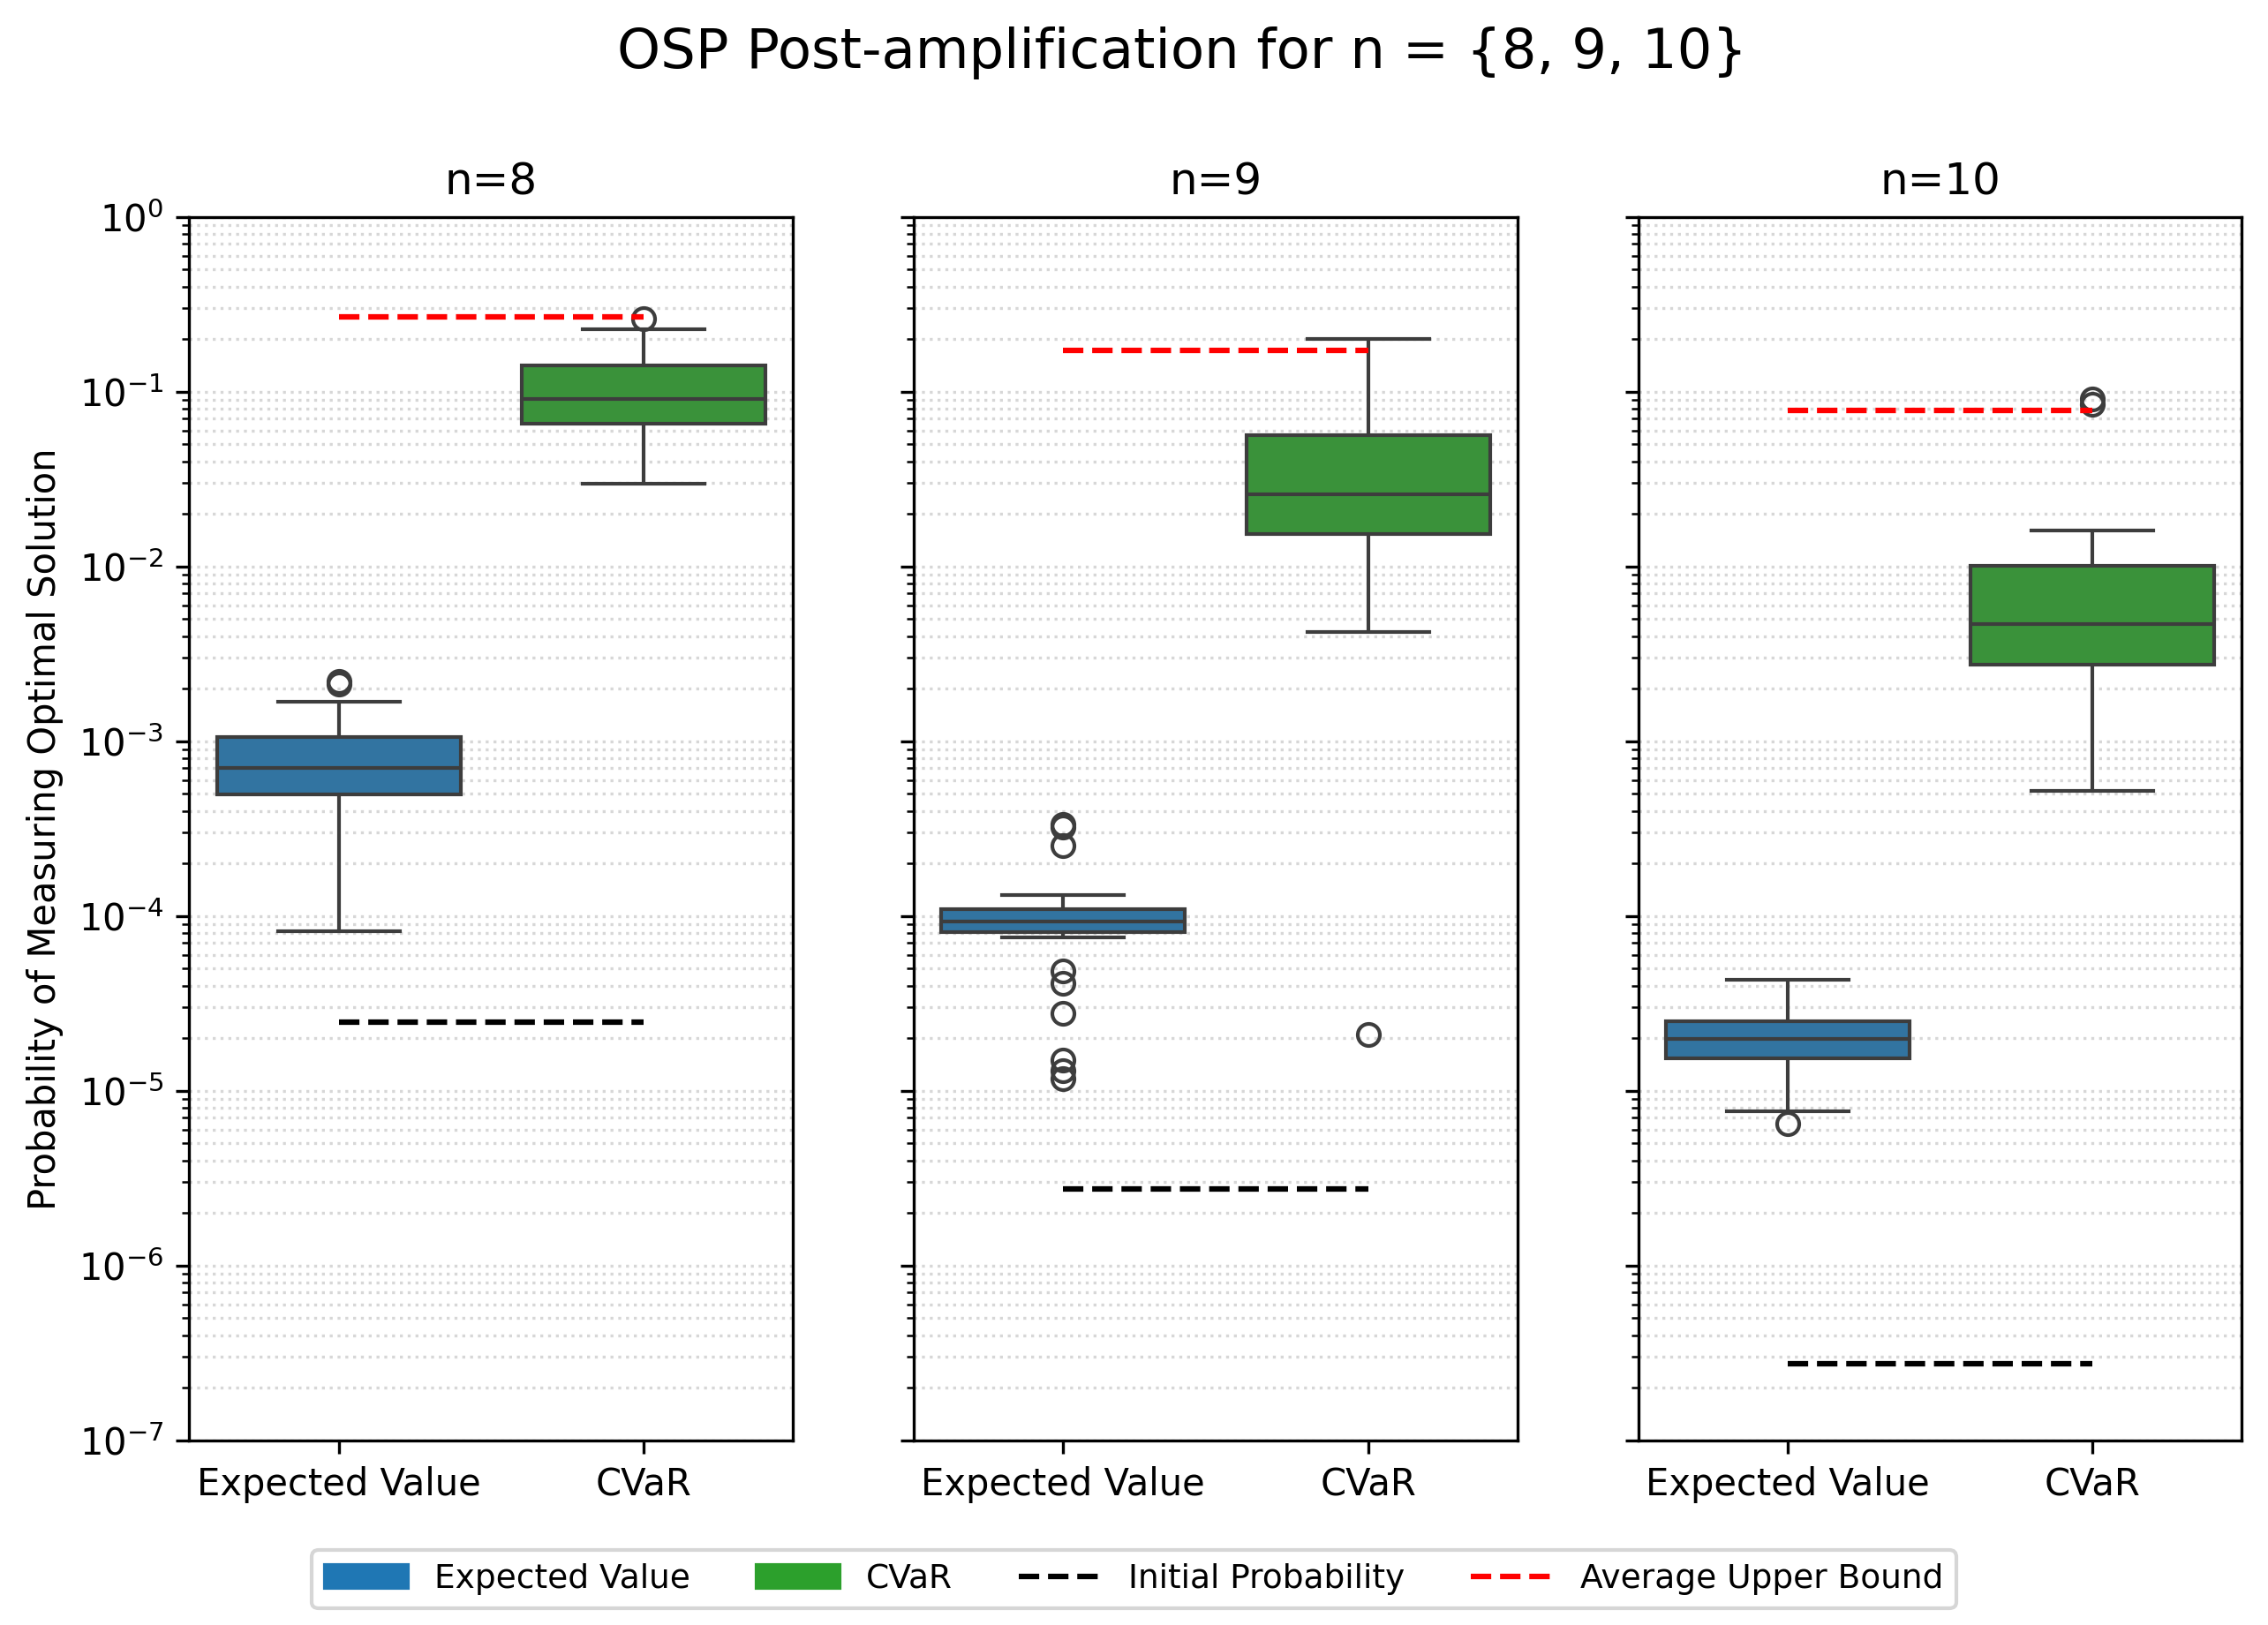 OSP Post-amplification for n = {8, 9, 10}
n=8
n=9
n=10
Probability of Measuring Optimal Solution
10⁰
10⁻¹
10⁻²
10⁻³
10⁻⁴
10⁻⁵
10⁻⁶
10⁻⁷
Expected Value CVaR
Expected Value CVaR
Expected Value CVaR
Expected Value CVaR Initial Probability Average Upper Bound